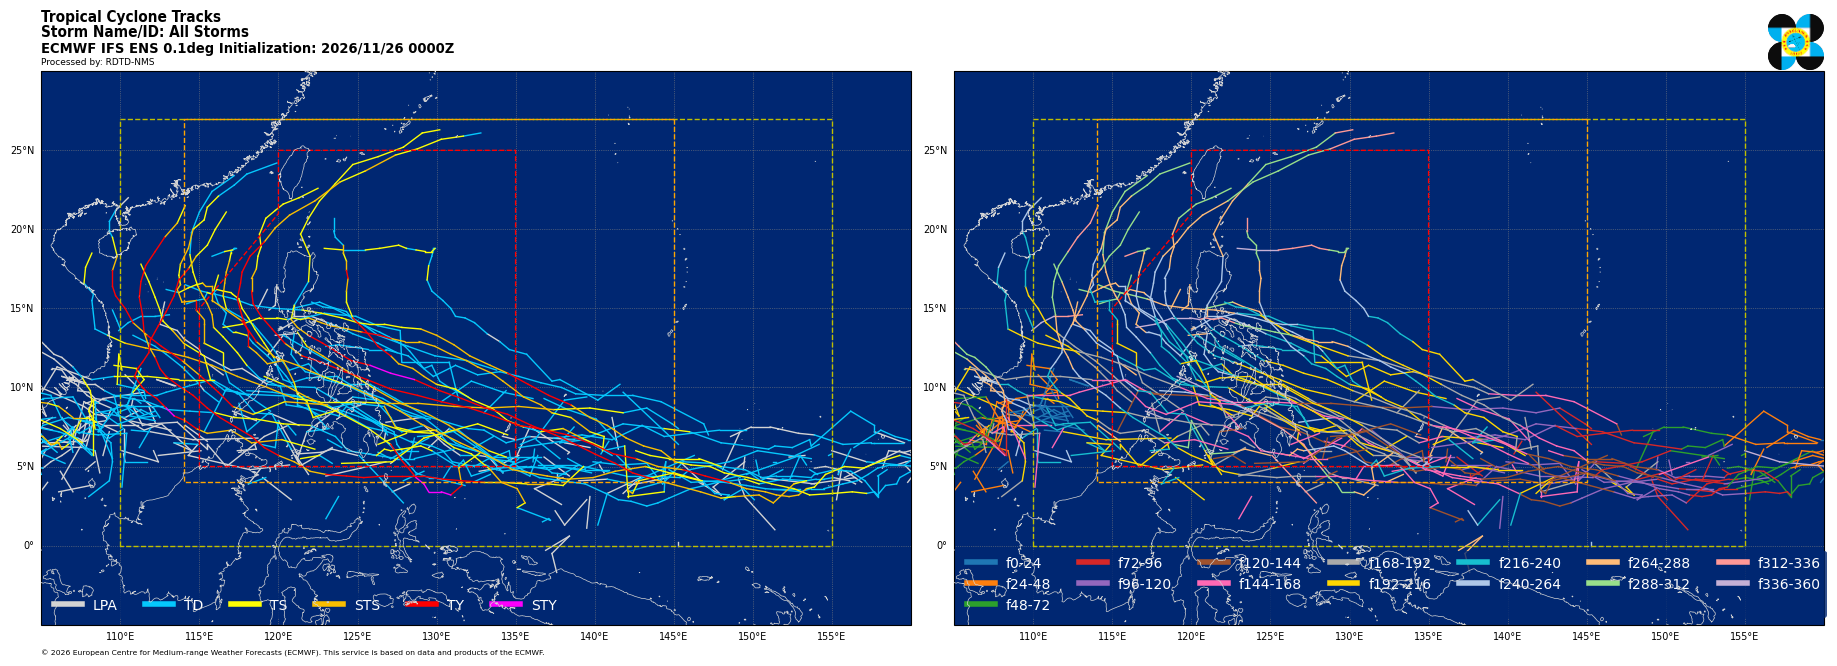 Tropical Cyclone Tracks
Storm Name/ID: All Storms
ECMWF IFS ENS 0.1deg Initialization: 2026/11/26 0000Z
Processed by: RDTD-NMS
25°N 25°N
20°N 20°N
15°N 15°N
10°N 10°N
5°N 5°N
0° 0°
LPA TD TS STS TY STY
f0-24 f72-96 f120-144 f168-192 f216-240 f264-288 f312-336
f24-48 f96-120 f144-168 f192-216 f240-264 f288-312 f336-360
f48-72
110°E 115°E 120°E 125°E 130°E 135°E 140°E 145°E 150°E 155°E
110°E 115°E 120°E 125°E 130°E 135°E 140°E 145°E 150°E 155°E
© 2026 European Centre for Medium-range Weather Forecasts (ECMWF). This service is based on data and products of the ECMWF.